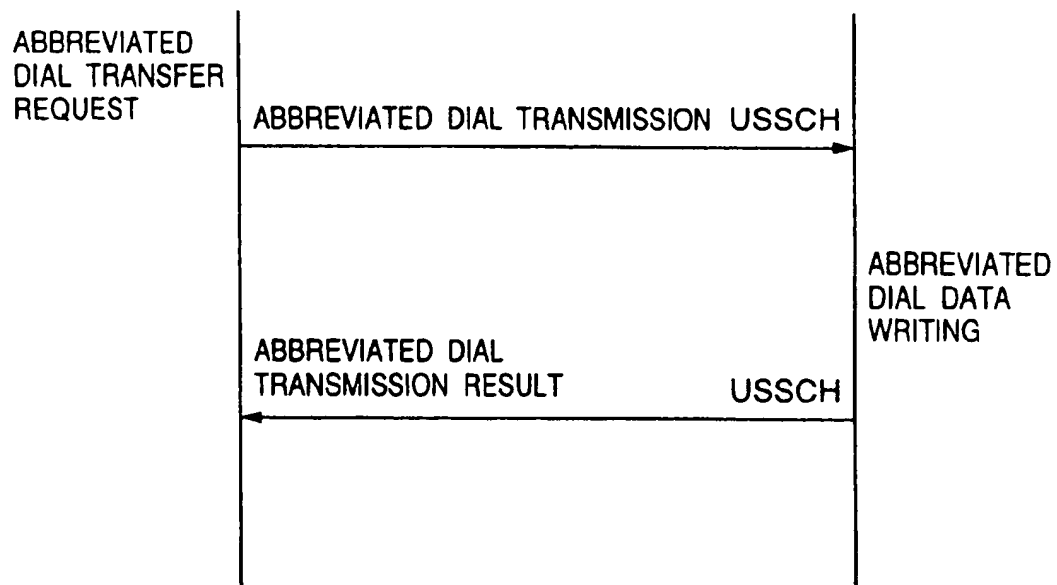 ABBREVIATED
DIAL TRANSFER
REQUEST
ABBREVIATED DIAL TRANSMISSION USSCH
ABBREVIATED
DIAL DATA
WRITING
ABBREVIATED DIAL
TRANSMISSION RESULT USSCH